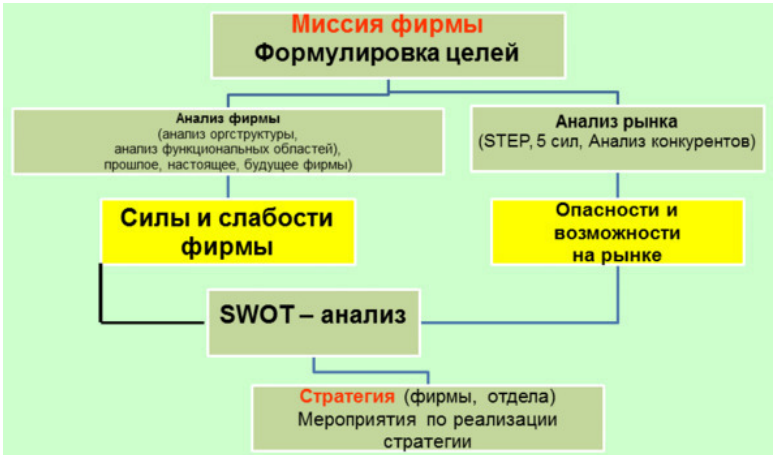 Миссия фирмы
Формулировка целей
Анализ фирмы
(анализ оргструктуры,
анализ функциональных областей),
прошлое, настоящее, будущее фирмы)
Анализ рынка
(STEP, 5 сил, Анализ конкурентов)
Силы и слабости
фирмы
Опасности и
возможности
на рынке
SWOT – анализ
Стратегия (фирмы, отдела)
Мероприятия по реализации
стратегии